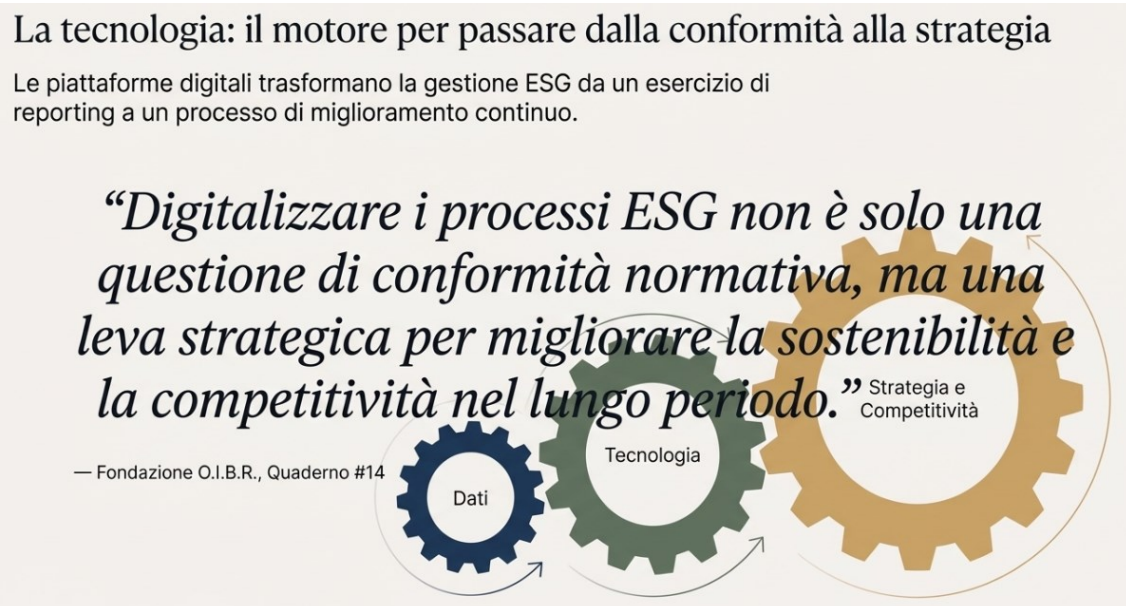 La tecnologia: il motore per passare dalla conformità alla strategia
Le piattaforme digitali trasformano la gestione ESG da un esercizio di
reporting a un processo di miglioramento continuo.
“Digitalizzare i processi ESG non è solo una
questione di conformità normativa, ma una
leva strategica per migliorare la sostenibilità e
la competitività nel lungo periodo.”
— Fondazione O.I.B.R., Quaderno #14
Dati
Tecnologia
Strategia e
Competitività